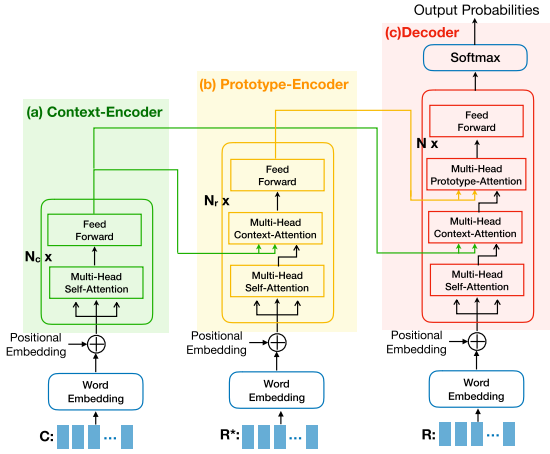 Output Probabilities
(c)Decoder
Softmax
(b) Prototype-Encoder
(a) Context-Encoder
Feed
Forward
N x
Multi-Head
Prototype-Attention
Feed
Forward
Nr x
Multi-Head
Context-Attention
Feed
Forward
Multi-Head
Context-Attention
Nc x
Multi-Head
Self-Attention
Multi-Head
Self-Attention
Multi-Head
Self-Attention
Positional
Embedding
Positional
Embedding
Positional
Embedding
Word
Embedding
Word
Embedding
Word
Embedding
C:
...
R*:
...
R:
...